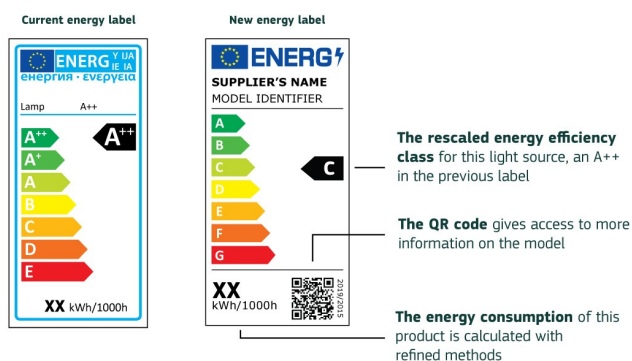 Current energy label
New energy label
ENERG Y UA
IE IA
енергия · ενεργεια
Lamp A++
A++
A++
A+
A
B
C
D
E
XX kWh/1000h
ENERG
SUPPLIER'S NAME
MODEL IDENTIFIER
A
B
C
C
D
E
F
G
XX
kWh/1000h
2019/2015
The rescaled energy efficiency
class for this light source, an A++
in the previous label
The QR code gives access to more
information on the model
The energy consumption of this
product is calculated with
refined methods